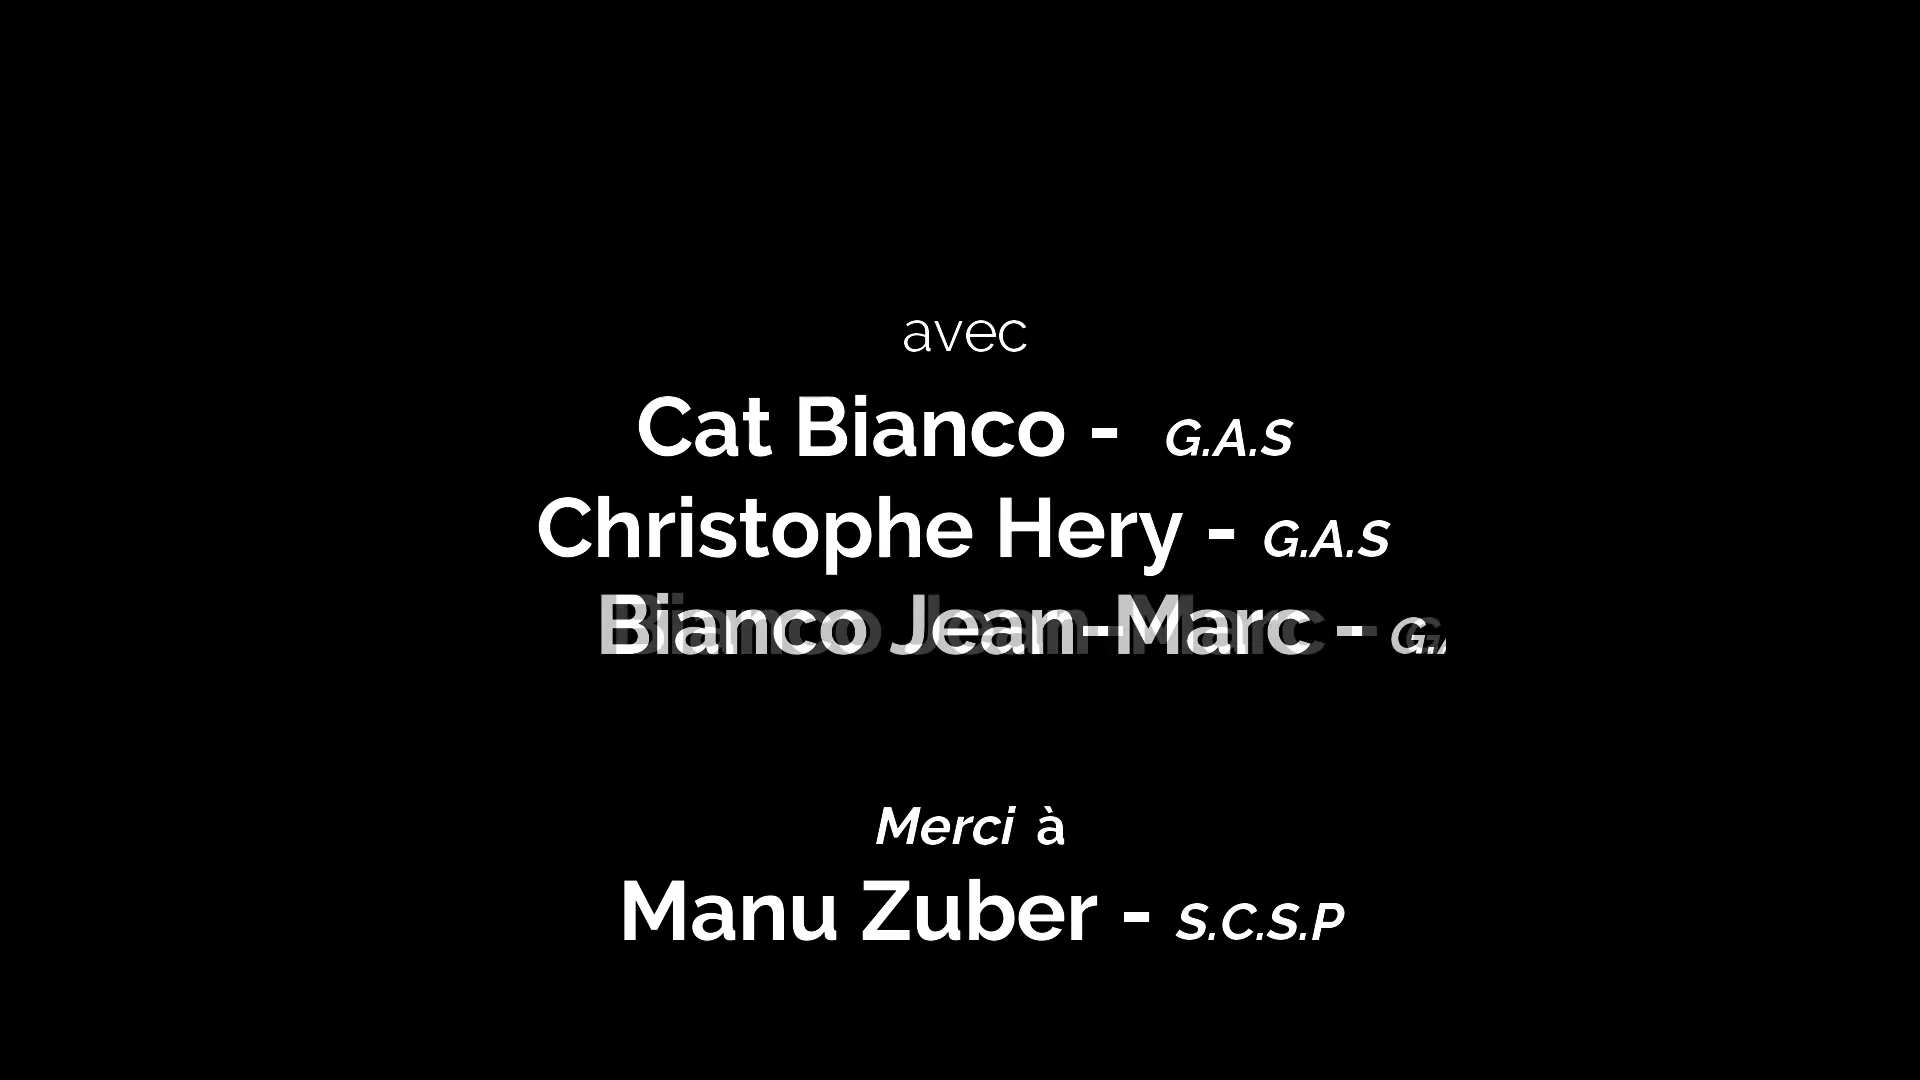 avec
Cat Bianco - G.A.S
Christophe Hery - G.A.S
Bianco Jean-Marc - G.
Merci à
Manu Zuber - S.C.S.P